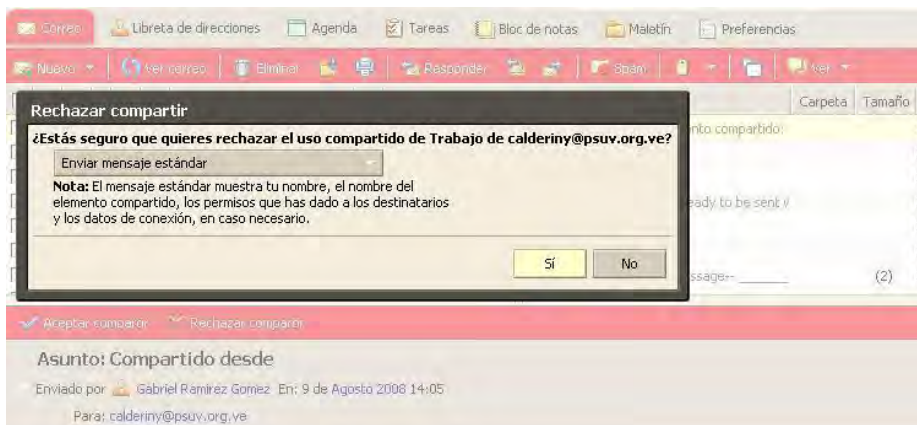 Correo Libreta de direcciones Agenda Tareas Bloc de notas Maletín Preferencias
Nuevo Ver correo Eliminar Responder Spam Ver
Carpeta Tamaño
Rechazar compartir
¿Estás seguro que quieres rechazar el uso compartido de Trabajo de calderiny@psuv.org.ve?
nto compartido:
Enviar mensaje estándar
Nota: El mensaje estándar muestra tu nombre, el nombre del
elemento compartido, los permisos que has dado a los destinatarios
eady to be sent
y los datos de conexión, en caso necesario.
Sí No
ssage--_______ (2)
Aceptar compartir Rechazar compartir
Asunto: Compartido desde
Enviado por Gabriel Ramirez Gomez En: 9 de Agosto 2008 14:05
Para: calderiny@psuv.org.ve